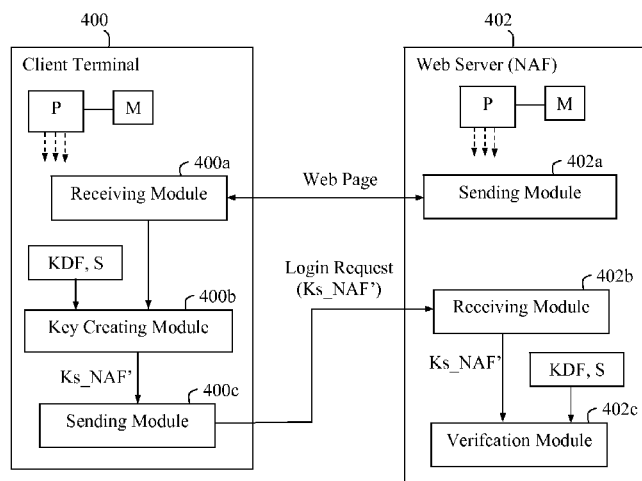 400
Client Terminal
P
M
400a
Receiving Module
KDF, S
400b
Key Creating Module
Ks_NAF’
400c
Sending Module
Web Page
Login Request
(Ks_NAF’)
402
Web Server (NAF)
P
M
402a
Sending Module
402b
Receiving Module
Ks_NAF’
KDF, S
402c
Verifcation Module